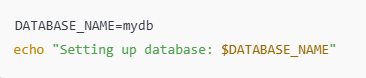 DATABASE_NAME=mydb
echo "Setting up database: $DATABASE_NAME"